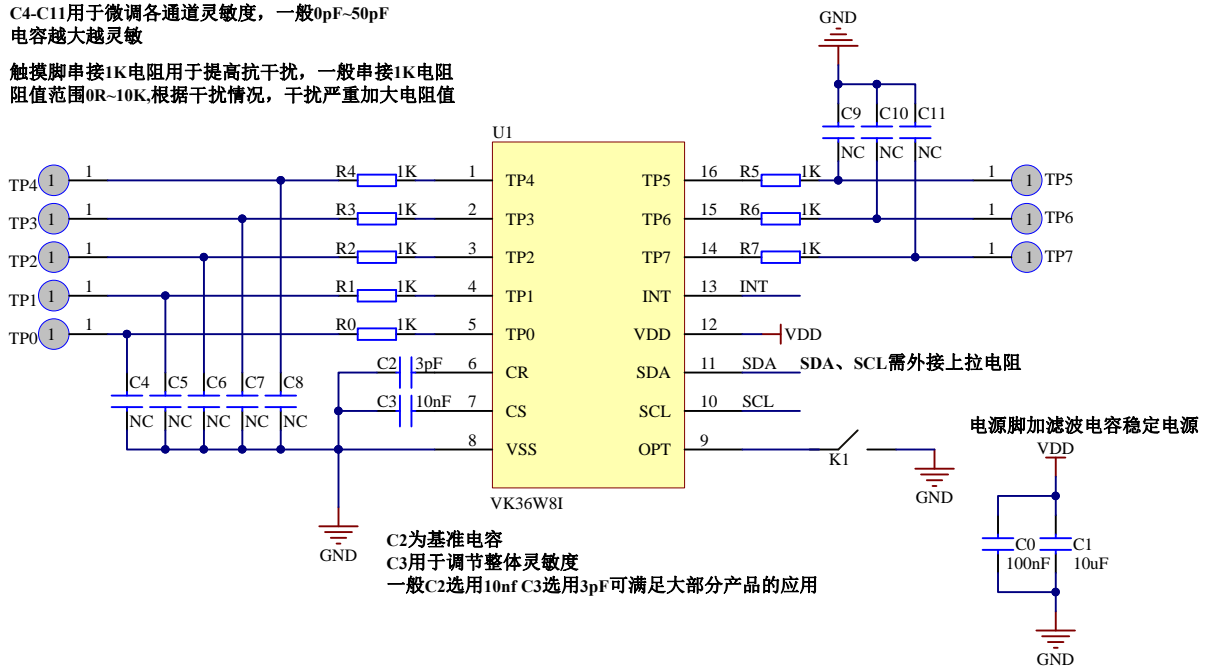 C4-C11用于微调各通道灵敏度，一般0pF~50pF
电容越大越灵敏
触摸脚串接1K电阻用于提高抗干扰，一般串接1K电阻
阻值范围0R~10K,根据干扰情况，干扰严重加大电阻值
GND
C9 C10 C11
NC NC NC
U1
TP4 1 1 R4 1K 1 TP4 TP5 16 R5 1K 1 1 TP5
TP3 1 1 R3 1K 2 TP3 TP6 15 R6 1K 1 1 TP6
TP2 1 1 R2 1K 3 TP2 TP7 14 R7 1K 1 1 TP7
TP1 1 1 R1 1K 4 TP1 INT 13 INT
TP0 1 1 R0 1K 5 TP0 VDD 12 VDD
C2 3pF 6 CR SDA 11 SDA SDA、SCL需外接上拉电阻
C4 C5 C6 C7 C8
C3 10nF 7 CS SCL 10 SCL
NC NC NC NC NC
8 VSS OPT 9 K1
GND
VK36W8I
GND
C2为基准电容
C3用于调节整体灵敏度
一般C2选用10nf C3选用3pF可满足大部分产品的应用
电源脚加滤波电容稳定电源
VDD
C0 C1
100nF 10uF
GND